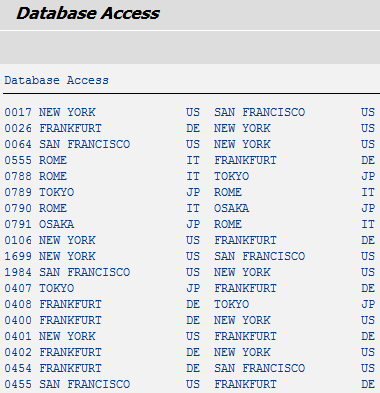 Database Access
Database Access
0017 NEW YORK US SAN FRANCISCO US
0026 FRANKFURT DE NEW YORK US
0064 SAN FRANCISCO US NEW YORK US
0555 ROME IT FRANKFURT DE
0788 ROME IT TOKYO JP
0789 TOKYO JP ROME IT
0790 ROME IT OSAKA JP
0791 OSAKA JP ROME IT
0106 NEW YORK US FRANKFURT DE
1699 NEW YORK US SAN FRANCISCO US
1984 SAN FRANCISCO US NEW YORK US
0407 TOKYO JP FRANKFURT DE
0408 FRANKFURT DE TOKYO JP
0400 FRANKFURT DE NEW YORK US
0401 NEW YORK US FRANKFURT DE
0402 FRANKFURT DE NEW YORK US
0454 FRANKFURT DE SAN FRANCISCO US
0455 SAN FRANCISCO US FRANKFURT DE